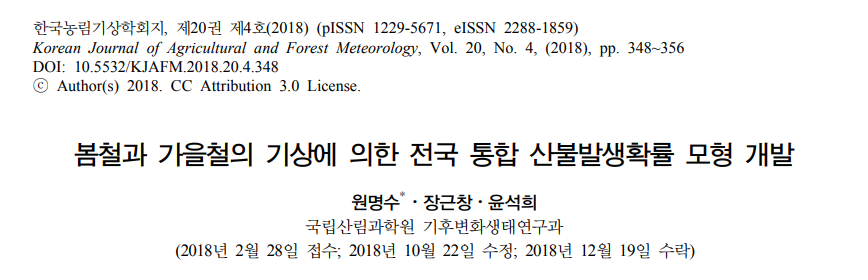 한국농림기상학회지, 제20권 제4호(2018) (pISSN 1229-5671, eISSN 2288-1859)
Korean Journal of Agricultural and Forest Meteorology, Vol. 20, No. 4, (2018), pp. 348~356
DOI: 10.5532/KJAFM.2018.20.4.348
ⓒ Author(s) 2018. CC Attribution 3.0 License.
봄철과 가을철의 기상에 의한 전국 통합 산불발생확률 모형 개발
원명수*・장근창・윤석희
국립산림과학원 기후변화생태연구과
(2018년 2월 28일 접수; 2018년 10월 22일 수정; 2018년 12월 19일 수락)